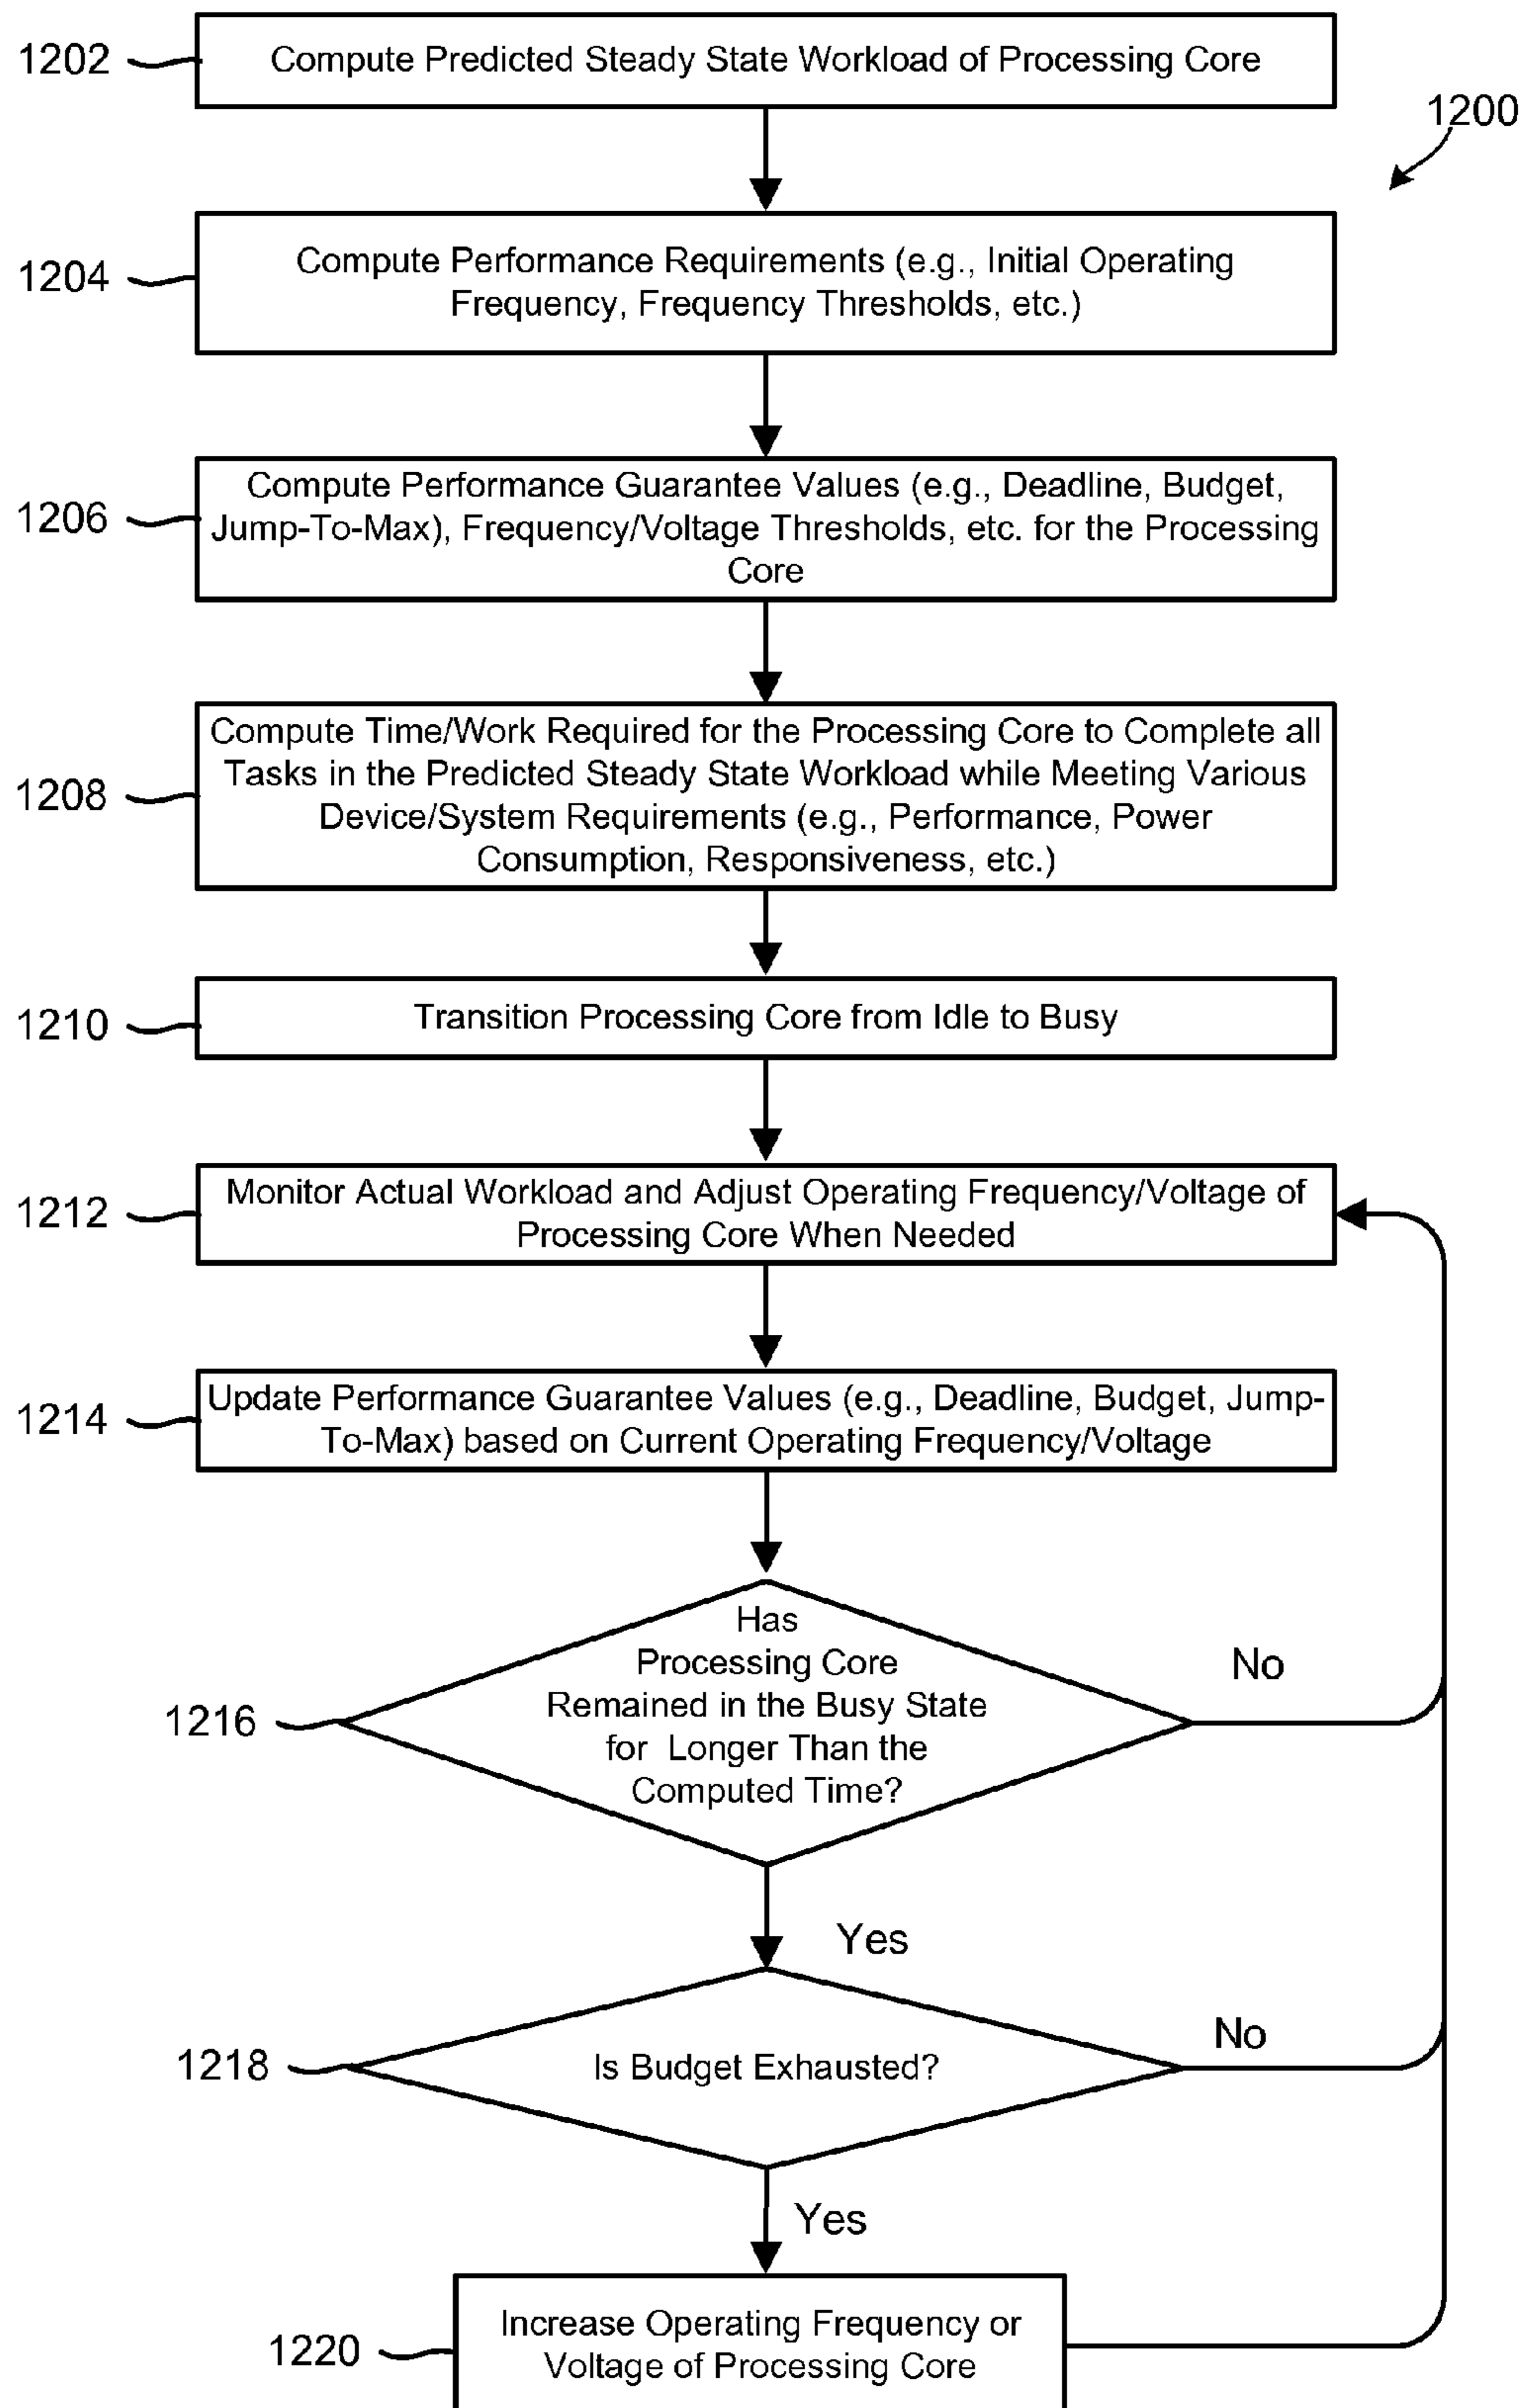 1202
Compute Predicted Steady State Workload of Processing Core
1200
1204
Compute Performance Requirements (e.g., Initial Operating
Frequency, Frequency Thresholds, etc.)
1206
Compute Performance Guarantee Values (e.g., Deadline, Budget,
Jump-To-Max), Frequency/Voltage Thresholds, etc. for the Processing
Core
1208
Compute Time/Work Required for the Processing Core to Complete all
Tasks in the Predicted Steady State Workload while Meeting Various
Device/System Requirements (e.g., Performance, Power
Consumption, Responsiveness, etc.)
1210
Transition Processing Core from Idle to Busy
1212
Monitor Actual Workload and Adjust Operating Frequency/Voltage of
Processing Core When Needed
1214
Update Performance Guarantee Values (e.g., Deadline, Budget, Jump-
To-Max) based on Current Operating Frequency/Voltage
1216
Has
Processing Core
Remained in the Busy State
for Longer Than the
Computed Time?
No
Yes
1218
Is Budget Exhausted?
No
Yes
1220
Increase Operating Frequency or
Voltage of Processing Core